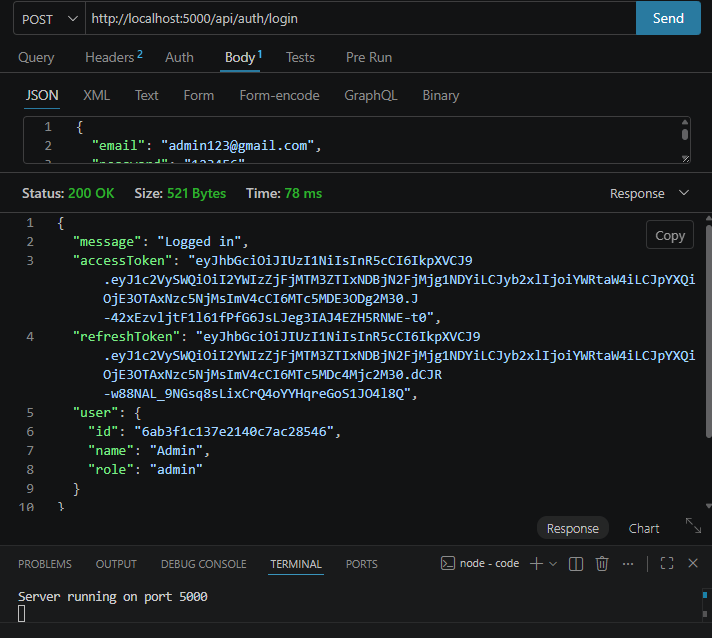 POST http://localhost:5000/api/auth/login Send
Query Headers 2 Auth Body 1 Tests Pre Run
JSON XML Text Form Form-encode GraphQL Binary
1 {
2 "email": "admin123@gmail.com",
3 "password": "123456"
Status: 200 OK Size: 521 Bytes Time: 78 ms Response
1 {
Copy
2 "message": "Logged in",
3 "accessToken": "eyJhbGciOiJIUzI1NiIsInR5cCI6IkpXVCJ9
.eyJ1c2VySWQiOiI2YWIzZjFjMTM3ZTIxNDBjN2FjMjg1NDYiLCJyb2xlIjoiYWRtaW4iLCJpYXQi
OjE3OTAxNzc5NjMsImV4cCI6MTc5MDE3ODg2M30.J
-42xEzvljtF1l61fPfG6JsLJeg3IAJ4EZH5RNWE-t0",
4 "refreshToken": "eyJhbGciOiJIUzI1NiIsInR5cCI6IkpXVCJ9
.eyJ1c2VySWQiOiI2YWIzZjFjMTM3ZTIxNDBjN2FjMjg1NDYiLCJyb2xlIjoiYWRtaW4iLCJpYXQi
OjE3OTAxNzc5NjMsImV4cCI6MTc5MDc4Mjc2M30.dCJR
-w88NAL_9NGsq8sLixCrQ4oYYHqreGoS1JO4l8Q",
5 "user": {
6 "id": "6ab3f1c137e2140c7ac28546",
7 "name": "Admin",
8 "role": "admin"
9 }
10 }
Response Chart
PROBLEMS OUTPUT DEBUG CONSOLE TERMINAL PORTS node - code
Server running on port 5000